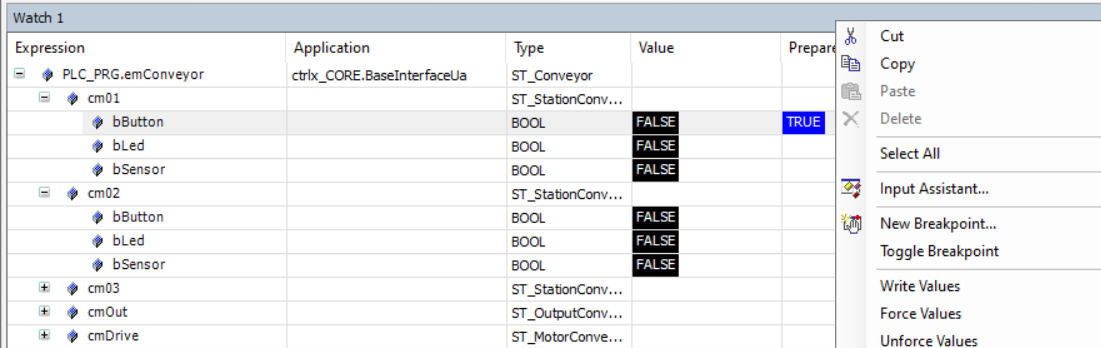 Watch 1
Expression Application Type Value Prepare
PLC_PRG.emConveyor ctrlx_CORE.BaseInterfaceUa ST_Conveyor
cm01 ST_StationConv...
bButton BOOL FALSE TRUE
bLed BOOL FALSE
bSensor BOOL FALSE
cm02 ST_StationConv...
bButton BOOL FALSE
bLed BOOL FALSE
bSensor BOOL FALSE
cm03 ST_StationConv...
cmOut ST_OutputConv...
cmDrive ST_MotorConve...
Cut
Copy
Paste
Delete
Select All
Input Assistant...
New Breakpoint...
Toggle Breakpoint
Write Values
Force Values
Unforce Values